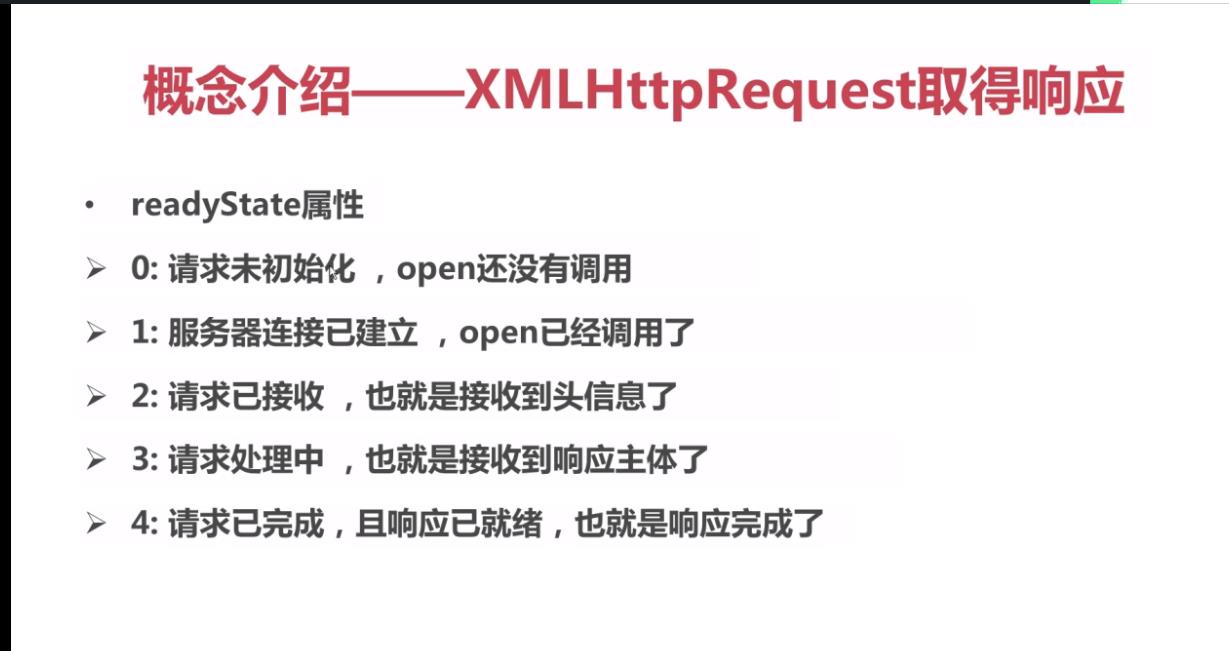 概念介绍——XMLHttpRequest取得响应
• readyState属性
➢ 0: 请求未初始化 ，open还没有调用
➢ 1: 服务器连接已建立 ，open已经调用了
➢ 2: 请求已接收 ，也就是接收到头信息了
➢ 3: 请求处理中 ，也就是接收到响应主体了
➢ 4: 请求已完成，且响应已就绪，也就是响应完成了